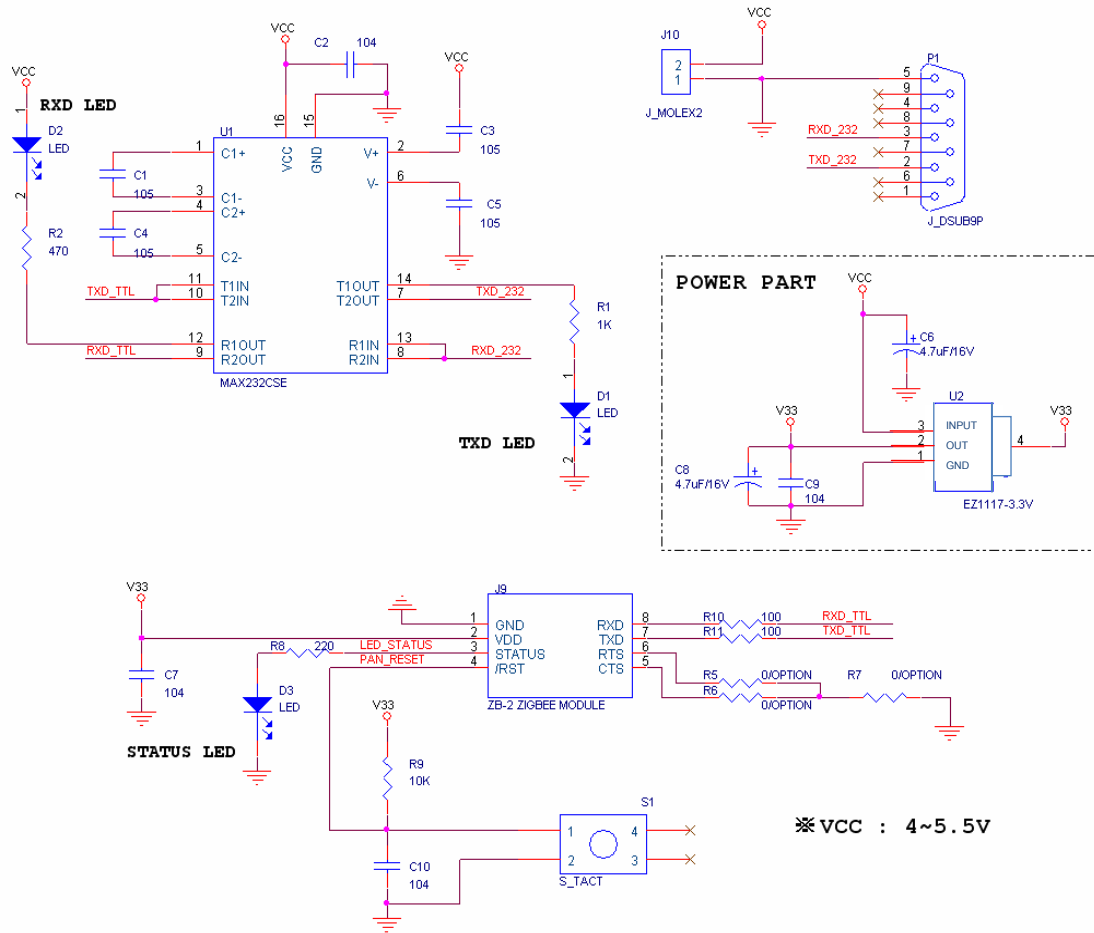 VCC
RXD LED
1
D2
LED
2
R2
470
VCC
C2
104
VCC
C3
105
C5
105
U1
16
15
VCC
GND
1
C1+
C1
105
3
C1-
4
C2+
C4
105
5
C2-
V+
2
V-
6
TXD_TTL
11
T1IN
10
T2IN
T1OUT
14
T2OUT
7
TXD_232
RXD_TTL
12
R1OUT
9
R2OUT
R1IN
13
R2IN
8
RXD_232
MAX232CSE
R1
1K
1
D1
LED
2
TXD LED
VCC
J10
2
1
J_MOLEX2
P1
5
9
4
8
RXD_232
3
7
TXD_232
2
6
1
J_DSUB9P
POWER PART
VCC
C6
4.7uF/16V
U2
3
INPUT
2
OUT
1
GND
4
V33
EZ1117-3.3V
V33
C8
4.7uF/16V
C9
104
V33
C7
104
J9
1
GND
2
VDD
3
STATUS
4
/RST
RXD
8
TXD
7
RTS
6
CTS
5
ZB-2 ZIGBEE MODULE
R8
220
LED_STATUS
PAN_RESET
D3
LED
STATUS LED
R10
100
RXD_TTL
R11
100
TXD_TTL
R5
0/OPTION
R6
0/OPTION
R7
0/OPTION
V33
R9
10K
C10
104
S1
1
4
2
3
S_TACT
※VCC : 4~5.5V